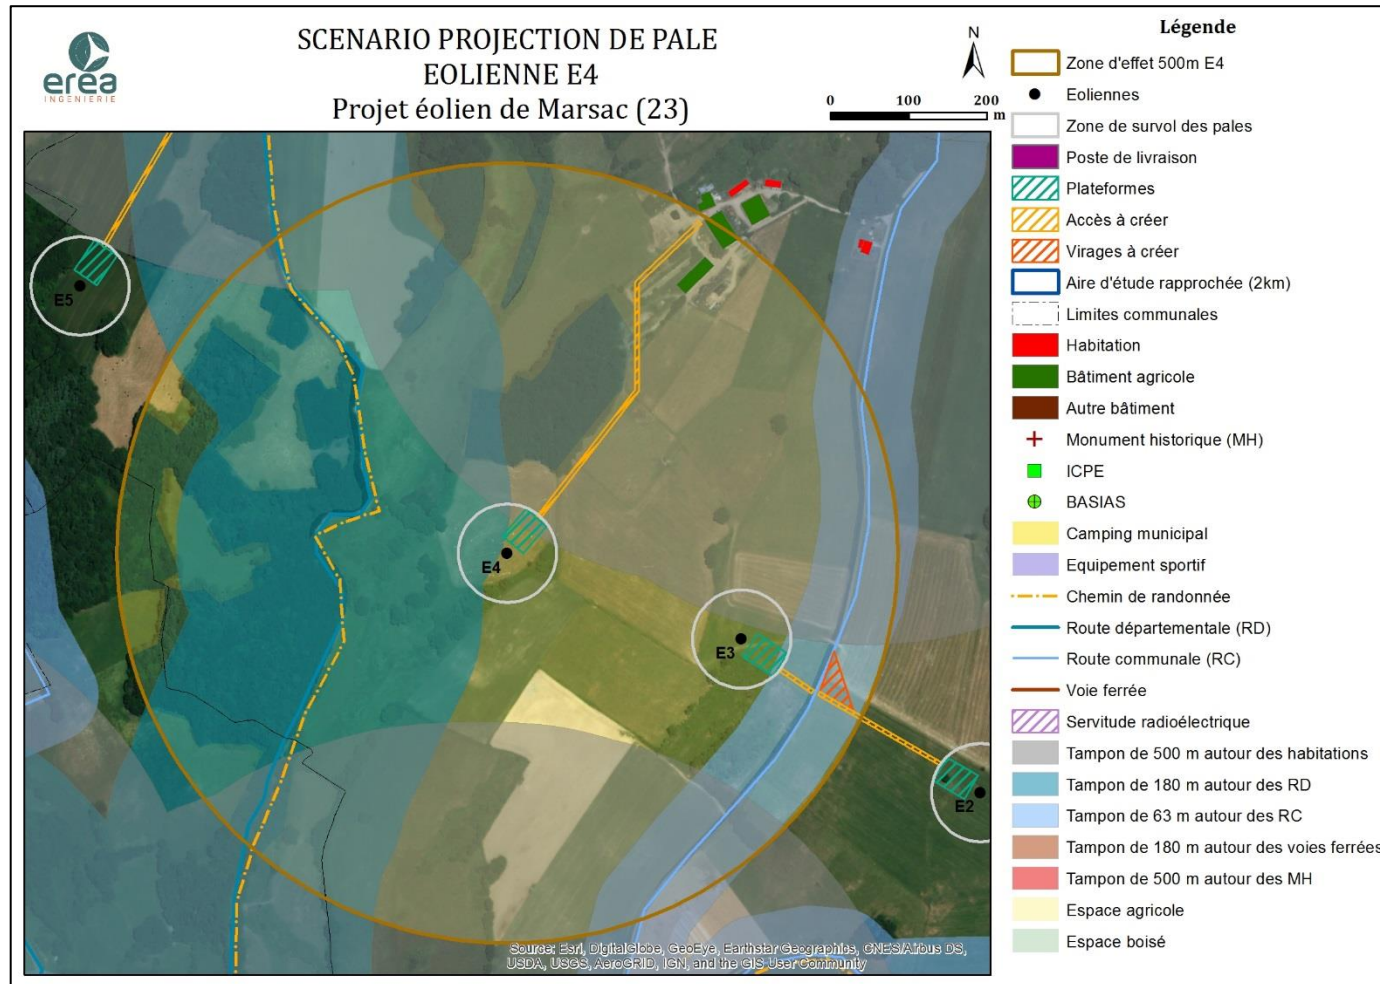 erea
INGENIERIE
SCENARIO PROJECTION DE PALE
EOLIENNE E4
Projet éolien de Marsac (23)
N
0 100 200
m
E5
E4
E3
E2
Source: Esri, DigitalGlobe, GeoEye, Earthstar Geographics, CNES/Airbus DS,
USDA, USGS, AeroGRID, IGN, and the GIS User Community
Légende
Zone d'effet 500m E4
Eoliennes
Zone de survol des pales
Poste de livraison
Plateformes
Accès à créer
Virages à créer
Aire d'étude rapprochée (2km)
Limites communales
Habitation
Bâtiment agricole
Autre bâtiment
Monument historique (MH)
ICPE
BASIAS
Camping municipal
Equipement sportif
Chemin de randonnée
Route départementale (RD)
Route communale (RC)
Voie ferrée
Servitude radioélectrique
Tampon de 500 m autour des habitations
Tampon de 180 m autour des RD
Tampon de 63 m autour des RC
Tampon de 180 m autour des voies ferrées
Tampon de 500 m autour des MH
Espace agricole
Espace boisé